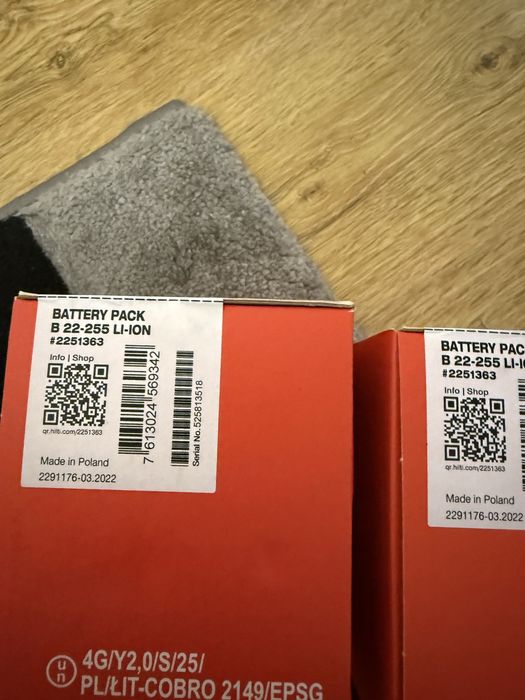 BATTERY PACK
B 22-255 LI-ION
#2251363
Info | Shop
qr.hilti.com/2251363
7 613024 569342
Serial No. 525813518
Made in Poland
2291176-03.2022
un
4G/Y2,0/S/25/
PL/ŁIT-COBRO 2149/EPSG
BATTERY PAC
B 22-255 LI-I
#2251363
Info | Shop
qr.hilti.com/2251363
Made in Poland
2291176-03.2022